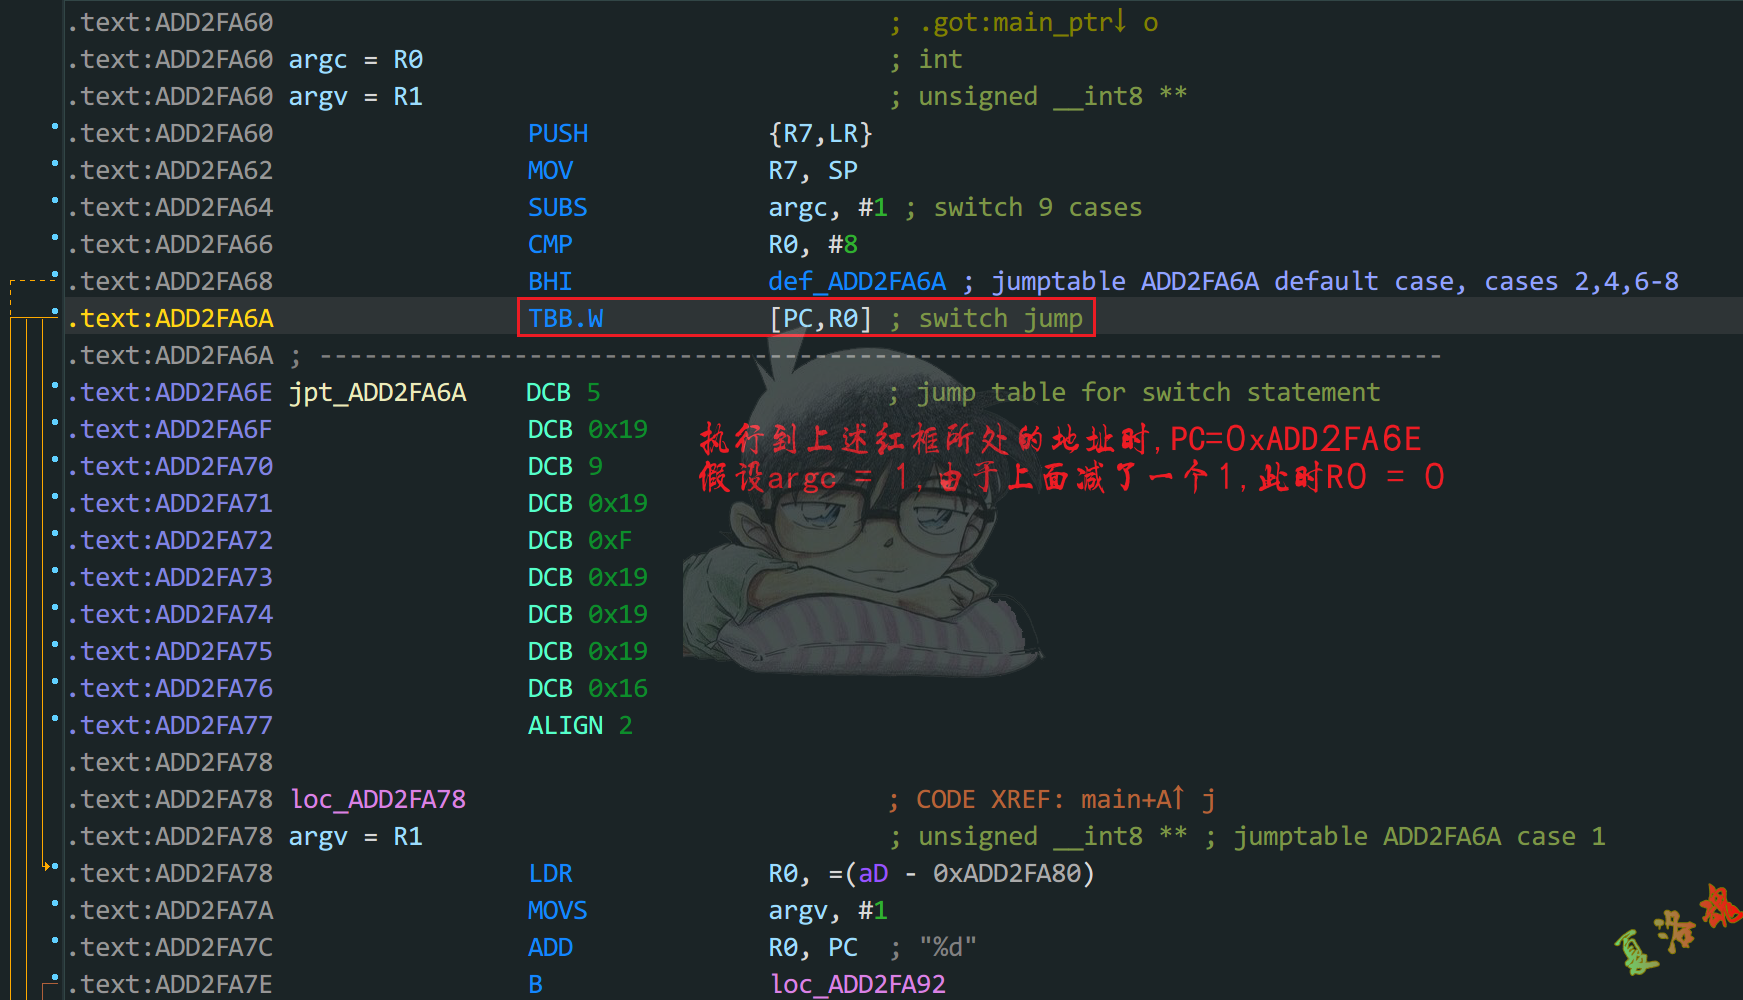 .text:ADD2FA60 ; .got:main_ptr↓ o
.text:ADD2FA60 argc = R0 ; int
.text:ADD2FA60 argv = R1 ; unsigned __int8 **
.text:ADD2FA60 PUSH {R7,LR}
.text:ADD2FA62 MOV R7, SP
.text:ADD2FA64 SUBS argc, #1 ; switch 9 cases
.text:ADD2FA66 CMP R0, #8
.text:ADD2FA68 BHI def_ADD2FA6A ; jumptable ADD2FA6A default case, cases 2,4,6-8
.text:ADD2FA6A TBB.W [PC,R0] ; switch jump
.text:ADD2FA6A ; ---------------------------------------------------------------------------
.text:ADD2FA6E jpt_ADD2FA6A DCB 5 ; jump table for switch statement
.text:ADD2FA6F DCB 0x19
执行到上述红框所处的地址时,PC=0xADD2FA6E
.text:ADD2FA70 DCB 9
假设argc = 1,由于上面减了一个1,此时R0 = 0
.text:ADD2FA71 DCB 0x19
.text:ADD2FA72 DCB 0xF
.text:ADD2FA73 DCB 0x19
.text:ADD2FA74 DCB 0x19
.text:ADD2FA75 DCB 0x19
.text:ADD2FA76 DCB 0x16
.text:ADD2FA77 ALIGN 2
.text:ADD2FA78
.text:ADD2FA78 loc_ADD2FA78 ; CODE XREF: main+A↑ j
.text:ADD2FA78 argv = R1 ; unsigned __int8 ** ; jumptable ADD2FA6A case 1
.text:ADD2FA78 LDR R0, =(aD - 0xADD2FA80)
.text:ADD2FA7A MOVS argv, #1
.text:ADD2FA7C ADD R0, PC ; "%d"
.text:ADD2FA7E B loc_ADD2FA92
夏洛